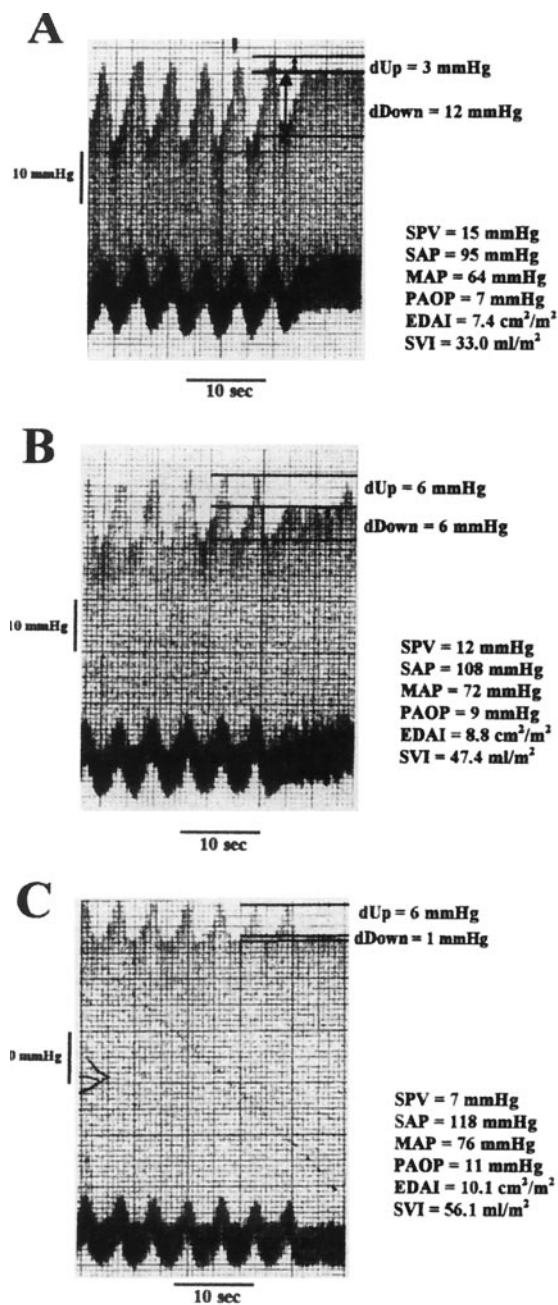 A
dUp = 3 mmHg
dDown = 12 mmHg
10 mmHg
SPV = 15 mmHg
SAP = 95 mmHg
MAP = 64 mmHg
PAOP = 7 mmHg
EDAI = 7.4 cm²/m²
SVI = 33.0 ml/m²
10 sec
B
dUp = 6 mmHg
dDown = 6 mmHg
10 mmHg
SPV = 12 mmHg
SAP = 108 mmHg
MAP = 72 mmHg
PAOP = 9 mmHg
EDAI = 8.8 cm²/m²
SVI = 47.4 ml/m²
10 sec
C
dUp = 6 mmHg
dDown = 1 mmHg
0 mmHg
SPV = 7 mmHg
SAP = 118 mmHg
MAP = 76 mmHg
PAOP = 11 mmHg
EDAI = 10.1 cm²/m²
SVI = 56.1 ml/m²
10 sec